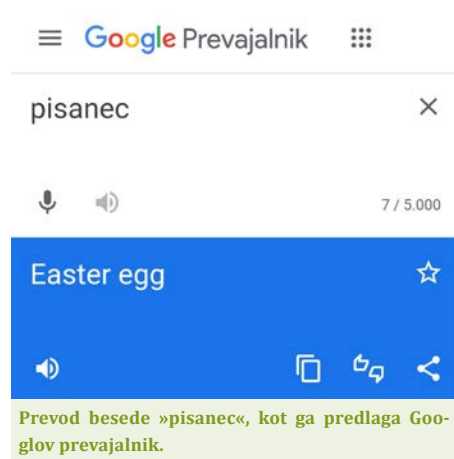 Google Prevajalnik
pisanec
7 / 5.000
Easter egg
Prevod besede »pisanec«, kot ga predlaga Goo-
glov prevajalnik.